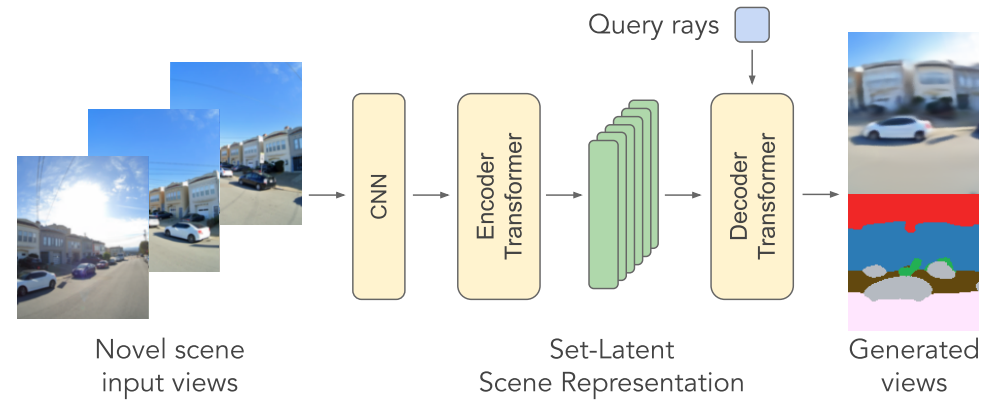 Query rays
CNN
Encoder
Transformer
Decoder
Transformer
Novel scene
input views
Set-Latent
Scene Representation
Generated
views